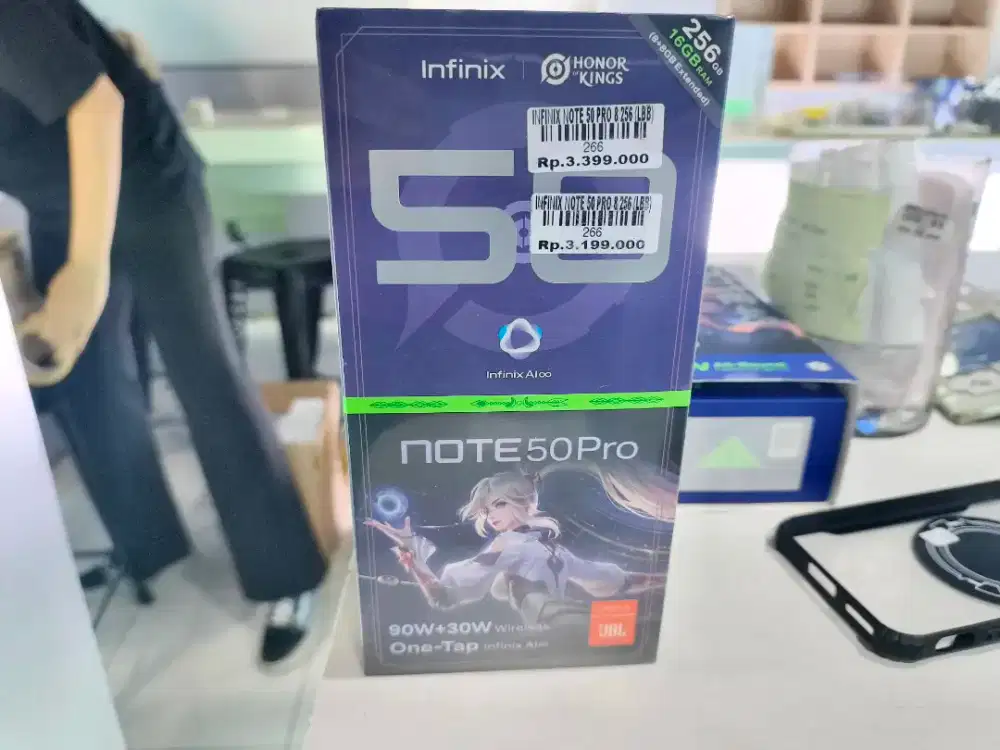 Infinix
HONOR
OF KINGS
256 GB
16GB RAM
(8+8GB Extended)
INFINIX NOTE 50 PRO 8.256 (LBB)
266
Rp.3.399.000
50
INFINIX NOTE 50 PRO 8.256 (LBB)
266
Rp.3.199.000
Infinix AI∞
NOTE 50 Pro
90W+30W Wireless
One-Tap Infinix AI∞
JBL